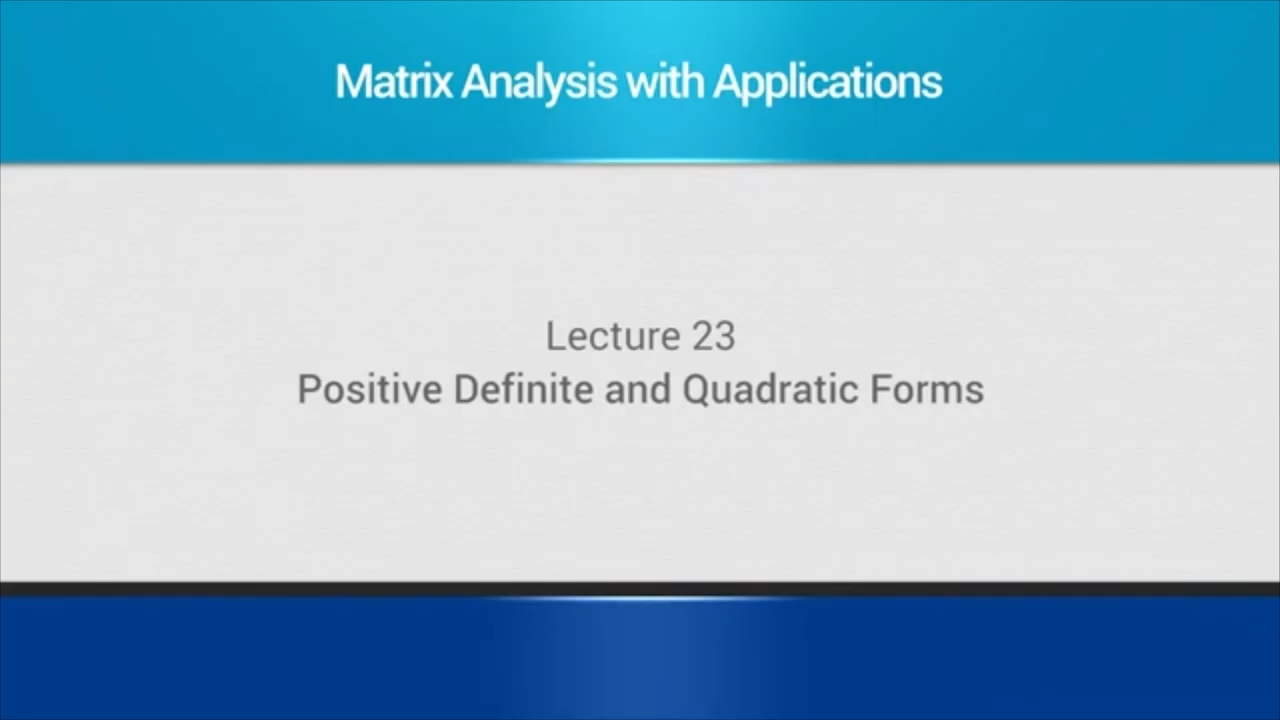 Matrix Analysis with Applications
Lecture 23
Positive Definite and Quadratic Forms